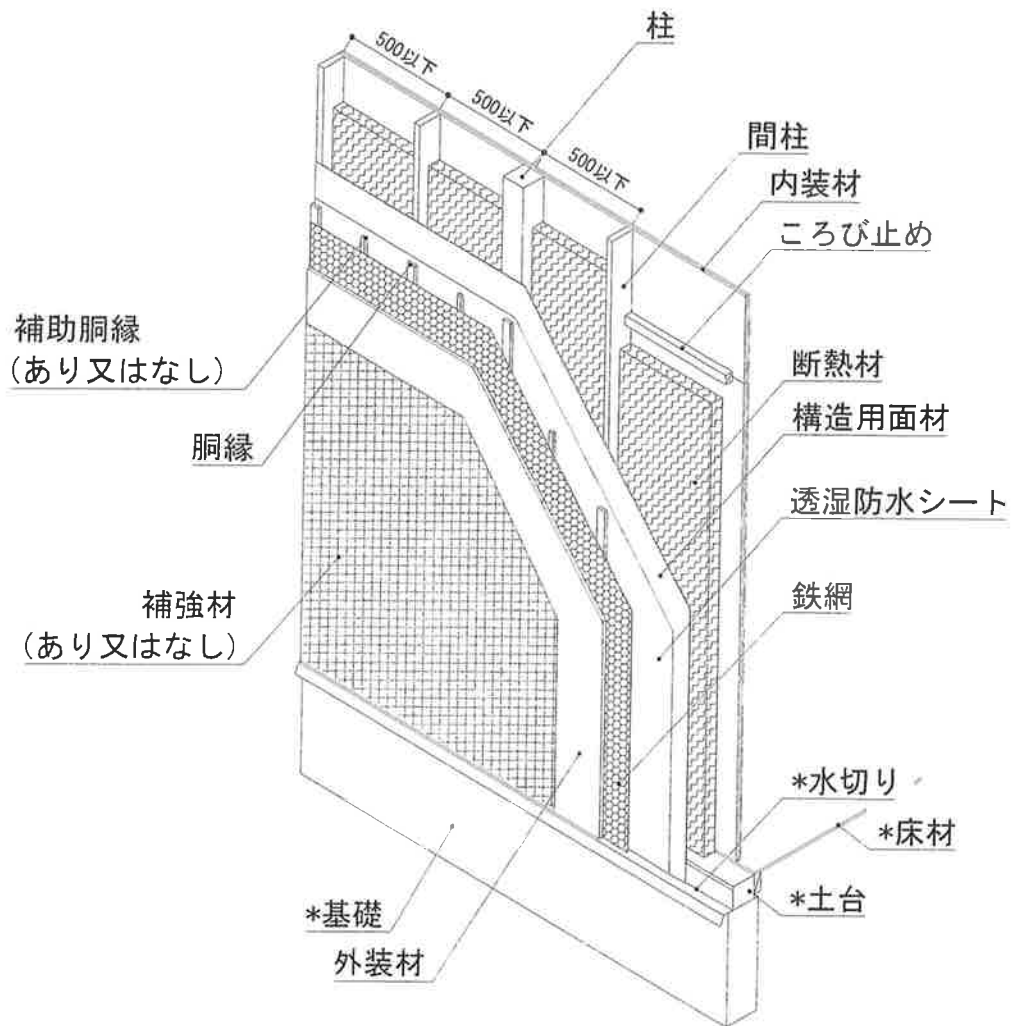 柱
500以下
500以下
500以下
間柱
内装材
ころび止め
補助胴縁
(あり又はなし)
断熱材
構造用面材
胴縁
透湿防水シート
鉄網
補強材
(あり又はなし)
*水切り
*床材
*土台
*基礎
外装材